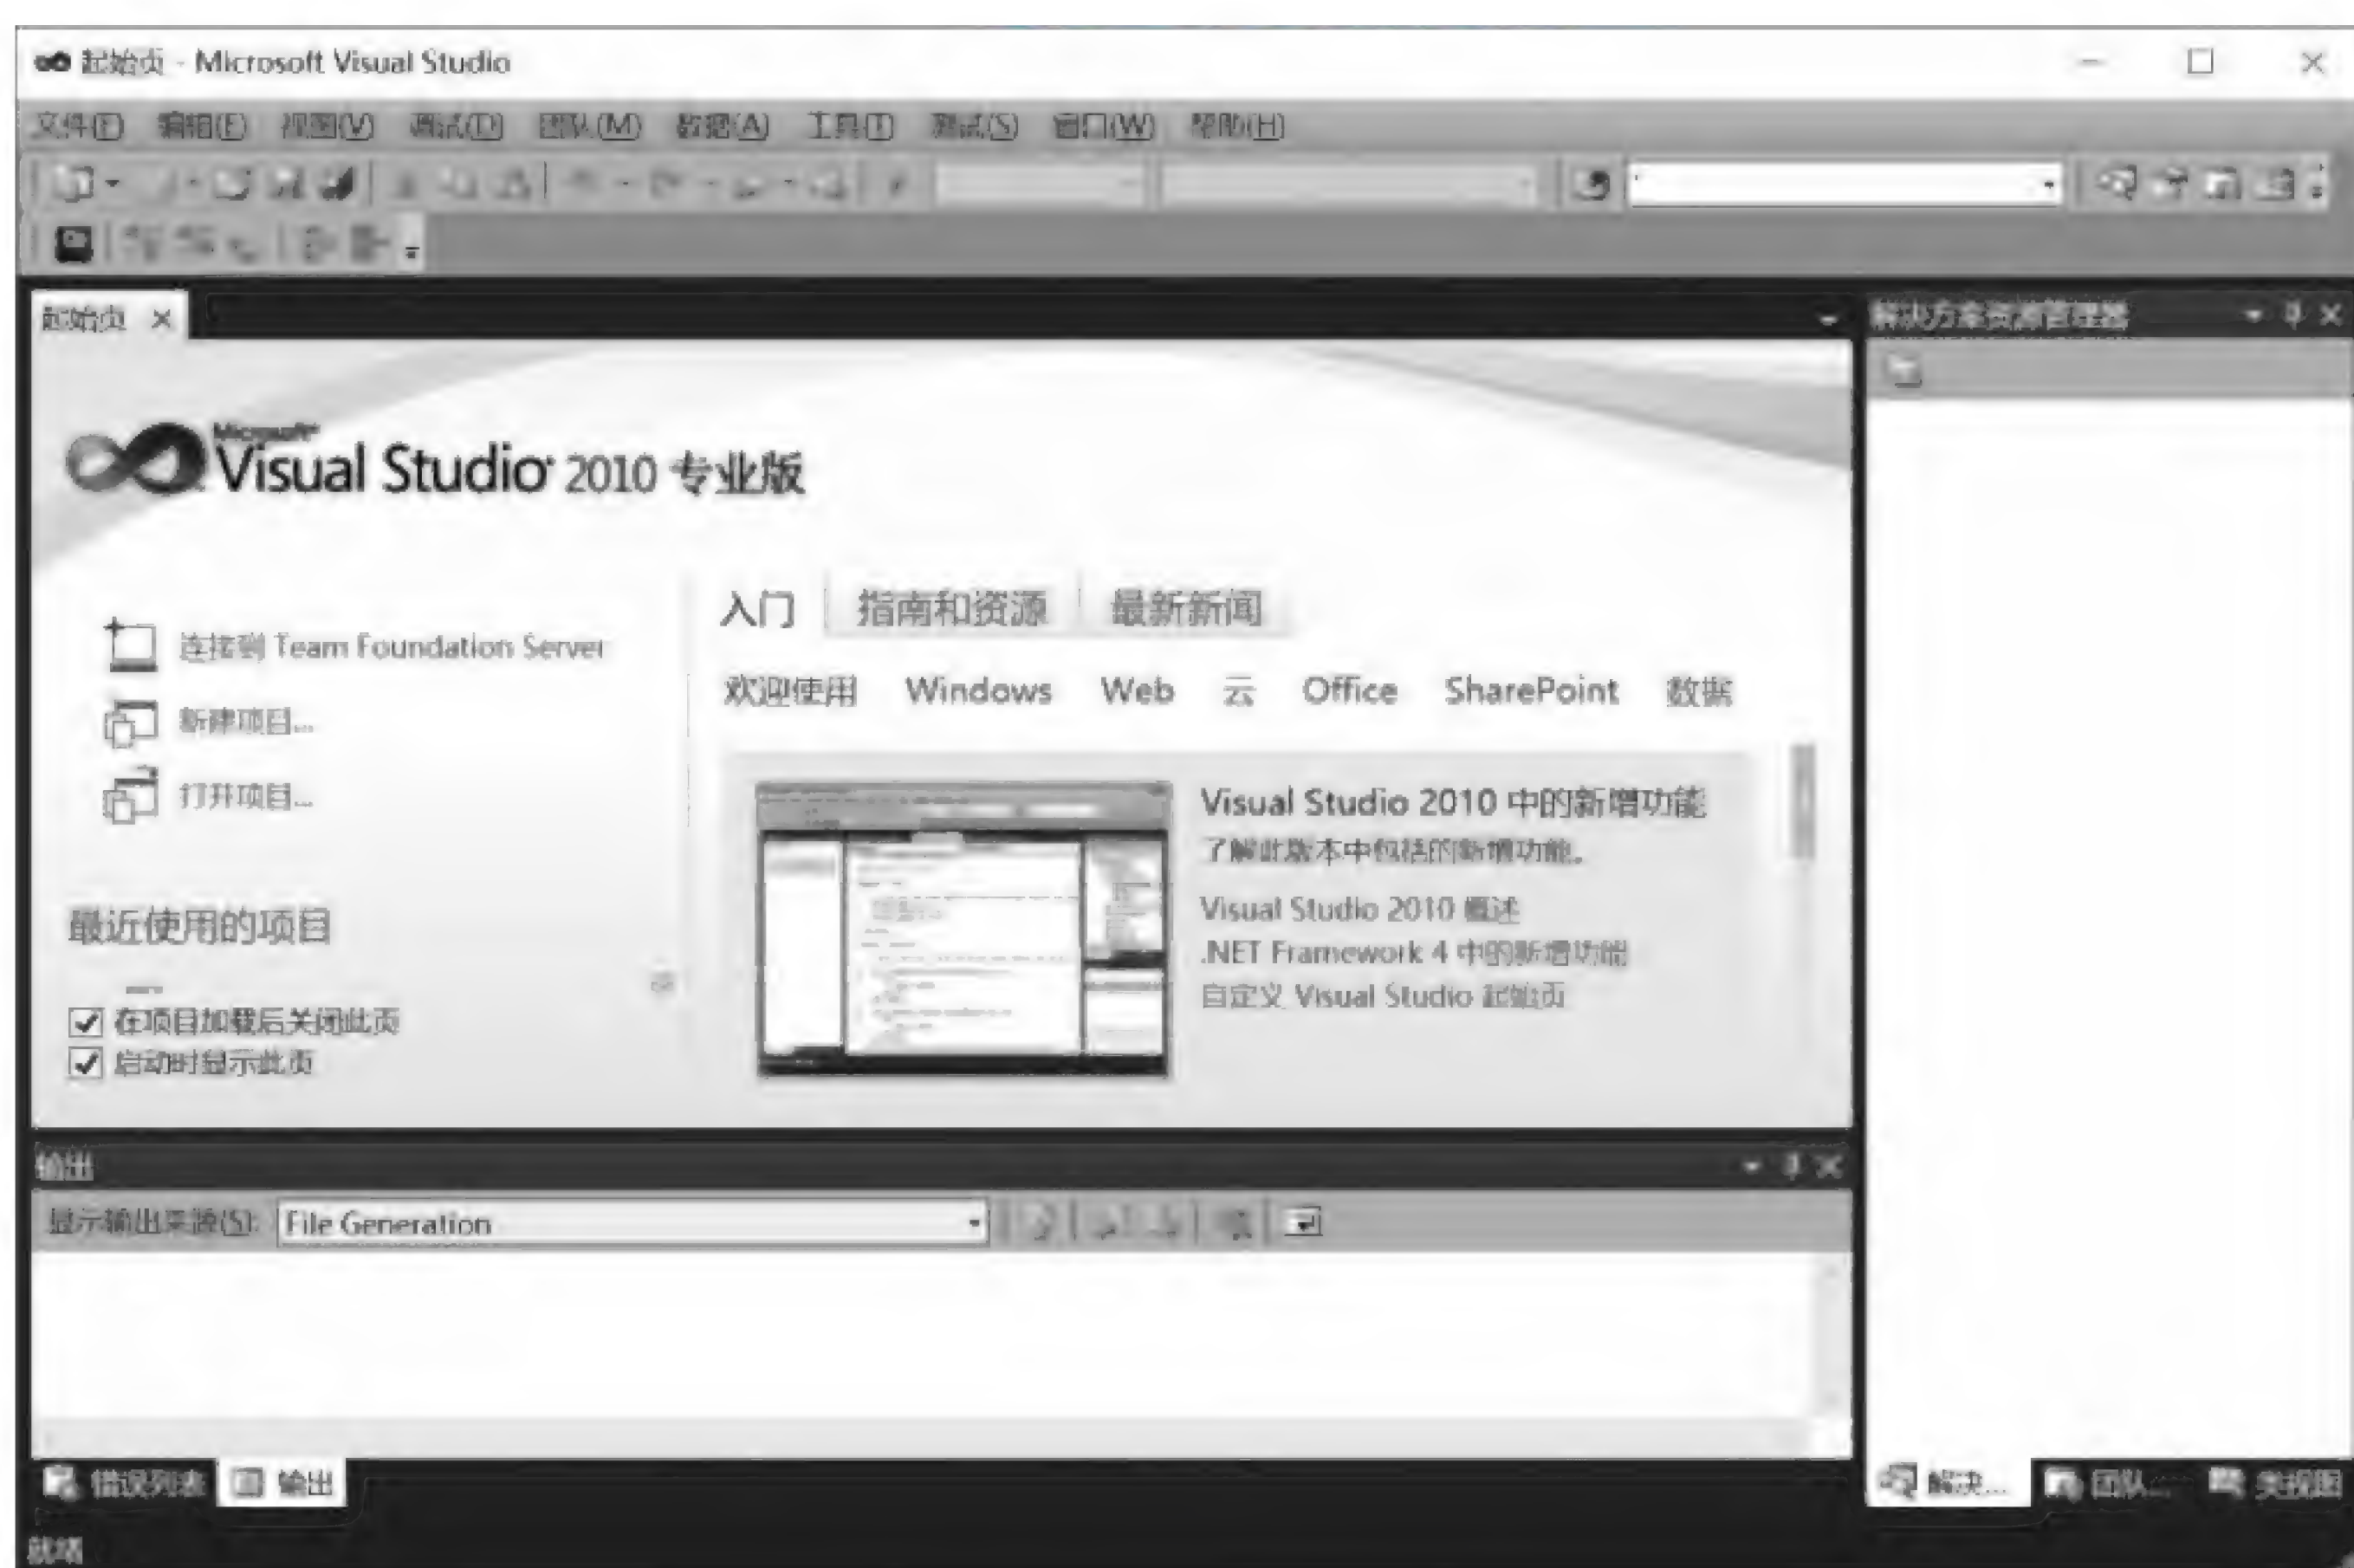 起始页 - Microsoft Visual Studio
文件(F) 编辑(E) 视图(V) 调试(D) 团队(M) 数据(A) 工具(T) 测试(S) 窗口(W) 帮助(H)
起始页
解决方案资源管理器
Microsoft
Visual Studio 2010 专业版
连接到 Team Foundation Server
新建项目...
打开项目...
最近使用的项目
在项目加载后关闭此页
启动时显示此页
入门 指南和资源 最新新闻
欢迎使用 Windows Web 云 Office SharePoint 数据
Visual Studio 2010 中的新增功能
了解此版本中包括的新增功能。
Visual Studio 2010 概述
.NET Framework 4 中的新增功能
自定义 Visual Studio 起始页
输出
显示输出来源(S): File Generation
错误列表 输出
解决... 团队... 类视图
就绪